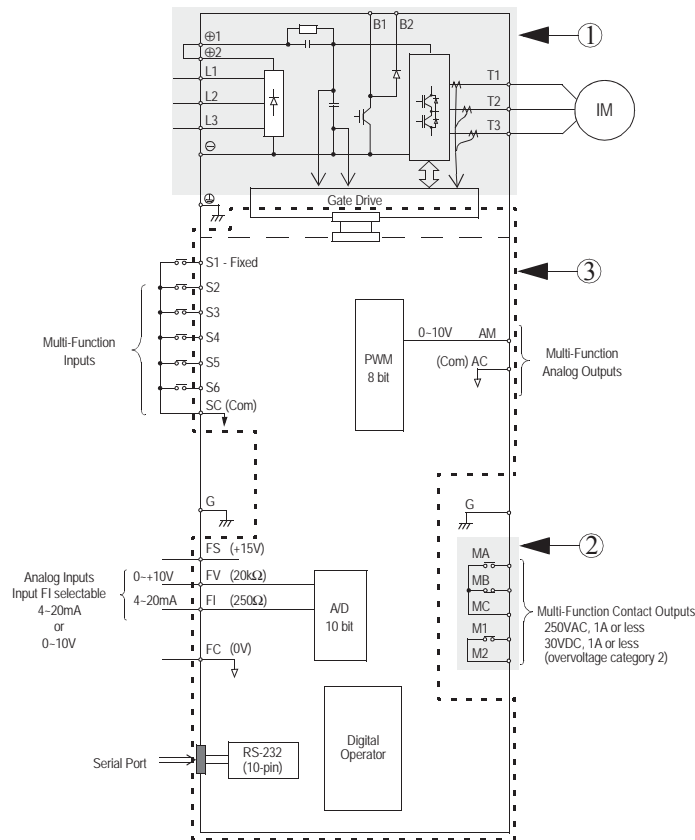 B1 B2
⊕1
⊕2
①
L1
L2
L3
T1
T2
T3
IM
⊖
Gate Drive
S1 - Fixed
S2
S3
S4
S5
S6
SC (Com)
Multi-Function
Inputs
③
PWM
8 bit
0~10V AM
(Com) AC
Multi-Function
Analog Outputs
G
G
②
FS (+15V)
FV (20kΩ)
FI (250Ω)
FC (0V)
0~+10V
4~20mA
Analog Inputs
Input FI selectable
4~20mA
or
0~10V
A/D
10 bit
MA
MB
MC
M1
M2
Multi-Function Contact Outputs
250VAC, 1A or less
30VDC, 1A or less
(overvoltage category 2)
Digital
Operator
Serial Port
RS-232
(10-pin)